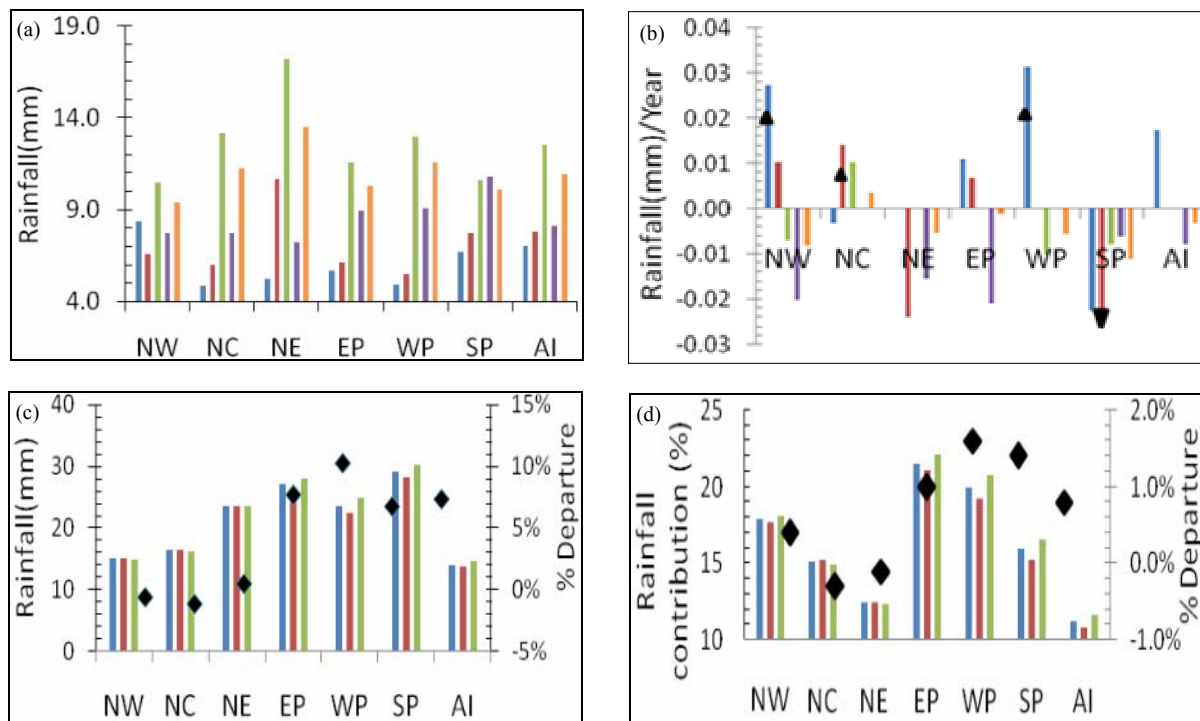 (a)
Rainfall(mm)
19.0
14.0
9.0
4.0
NW NC NE EP WP SP AI
(b)
Rainfall(mm)/Year
0.04
0.03
0.02
0.01
0.00
-0.01
-0.02
-0.03
NW NC NE EP WP SP AI
(c)
Rainfall(mm)
40
30
20
10
0
15%
10%
5%
0%
-5%
% Departure
NW NC NE EP WP SP AI
(d)
Rainfall
contribution (%)
25
20
15
10
2.0%
1.0%
0.0%
-1.0%
% Departure
NW NC NE EP WP SP AI